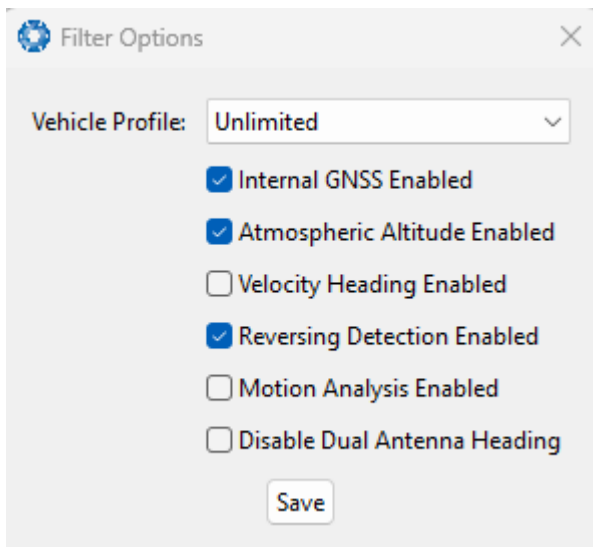 Filter Options
Vehicle Profile: Unlimited
Internal GNSS Enabled
Atmospheric Altitude Enabled
Velocity Heading Enabled
Reversing Detection Enabled
Motion Analysis Enabled
Disable Dual Antenna Heading
Save